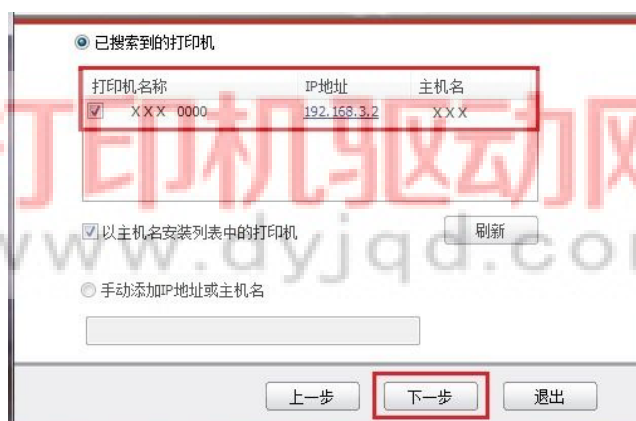 已搜索到的打印机
打印机名称 IP地址 主机名
XXX 0000 192.168.3.2 XXX
打印机驱动网
www.dyjqd.com
以主机名安装列表中的打印机 刷新
手动添加IP地址或主机名
上一步 下一步 退出